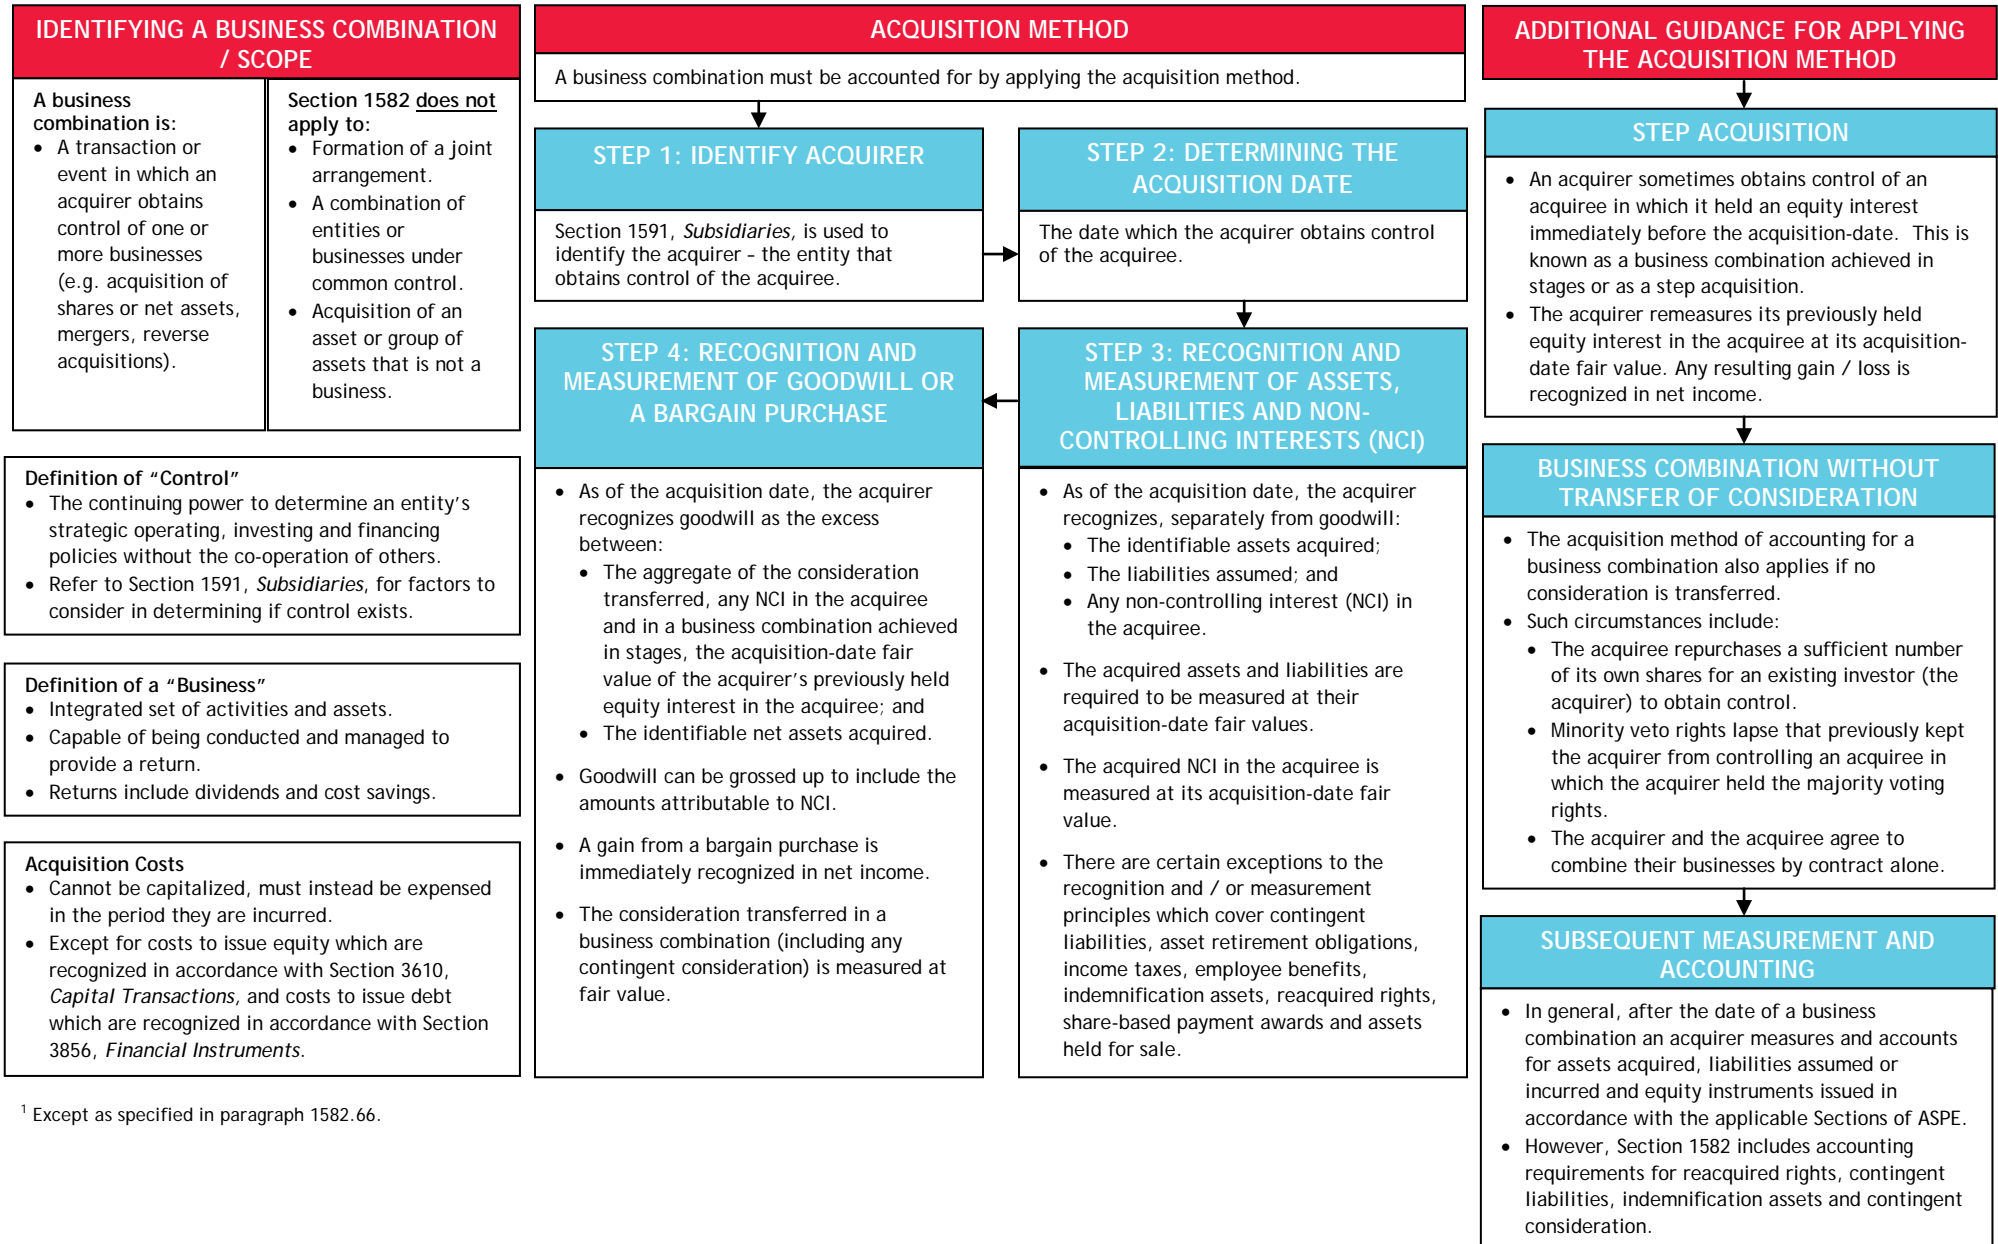 IDENTIFYING A BUSINESS COMBINATION
/ SCOPE
A business
combination is:
• A transaction or
event in which an
acquirer obtains
control of one or
more businesses
(e.g. acquisition of
shares or net assets,
mergers, reverse
acquisitions).
Section 1582 does not
apply to:
• Formation of a joint
arrangement.
• A combination of
entities or
businesses under
common control.
• Acquisition of an
asset or group of
assets that is not a
business.
Definition of “Control”
• The continuing power to determine an entity’s
strategic operating, investing and financing
policies without the co-operation of others.
• Refer to Section 1591, Subsidiaries, for factors to
consider in determining if control exists.
Definition of a “Business”
• Integrated set of activities and assets.
• Capable of being conducted and managed to
provide a return.
• Returns include dividends and cost savings.
Acquisition Costs
• Cannot be capitalized, must instead be expensed
in the period they are incurred.
• Except for costs to issue equity which are
recognized in accordance with Section 3610,
Capital Transactions, and costs to issue debt
which are recognized in accordance with Section
3856, Financial Instruments.
1 Except as specified in paragraph 1582.66.
ACQUISITION METHOD
A business combination must be accounted for by applying the acquisition method.
STEP 1: IDENTIFY ACQUIRER
Section 1591, Subsidiaries, is used to
identify the acquirer – the entity that
obtains control of the acquiree.
STEP 2: DETERMINING THE
ACQUISITION DATE
The date which the acquirer obtains control
of the acquiree.
STEP 3: RECOGNITION AND
MEASUREMENT OF ASSETS,
LIABILITIES AND NON-
CONTROLLING INTERESTS (NCI)
• As of the acquisition date, the acquirer
recognizes, separately from goodwill:
• The identifiable assets acquired;
• The liabilities assumed; and
• Any non-controlling interest (NCI) in
the acquiree.
• The acquired assets and liabilities are
required to be measured at their
acquisition-date fair values.
• The acquired NCI in the acquiree is
measured at its acquisition-date fair
value.
• There are certain exceptions to the
recognition and / or measurement
principles which cover contingent
liabilities, asset retirement obligations,
income taxes, employee benefits,
indemnification assets, reacquired rights,
share-based payment awards and assets
held for sale.
STEP 4: RECOGNITION AND
MEASUREMENT OF GOODWILL OR
A BARGAIN PURCHASE
• As of the acquisition date, the acquirer
recognizes goodwill as the excess
between:
• The aggregate of the consideration
transferred, any NCI in the acquiree
and in a business combination achieved
in stages, the acquisition-date fair
value of the acquirer’s previously held
equity interest in the acquiree; and
• The identifiable net assets acquired.
• Goodwill can be grossed up to include the
amounts attributable to NCI.
• A gain from a bargain purchase is
immediately recognized in net income.
• The consideration transferred in a
business combination (including any
contingent consideration) is measured at
fair value.
ADDITIONAL GUIDANCE FOR APPLYING
THE ACQUISITION METHOD
STEP ACQUISITION
• An acquirer sometimes obtains control of an
acquiree in which it held an equity interest
immediately before the acquisition-date. This is
known as a business combination achieved in
stages or as a step acquisition.
• The acquirer remeasures its previously held
equity interest in the acquiree at its acquisition-
date fair value. Any resulting gain / loss is
recognized in net income.
BUSINESS COMBINATION WITHOUT
TRANSFER OF CONSIDERATION
• The acquisition method of accounting for a
business combination also applies if no
consideration is transferred.
• Such circumstances include:
• The acquiree repurchases a sufficient number
of its own shares for an existing investor (the
acquirer) to obtain control.
• Minority veto rights lapse that previously kept
the acquirer from controlling an acquiree in
which the acquirer held the majority voting
rights.
• The acquirer and the acquiree agree to
combine their businesses by contract alone.
SUBSEQUENT MEASUREMENT AND
ACCOUNTING
• In general, after the date of a business
combination an acquirer measures and accounts
for assets acquired, liabilities assumed or
incurred and equity instruments issued in
accordance with the applicable Sections of ASPE.
• However, Section 1582 includes accounting
requirements for reacquired rights, contingent
liabilities, indemnification assets and contingent
consideration.